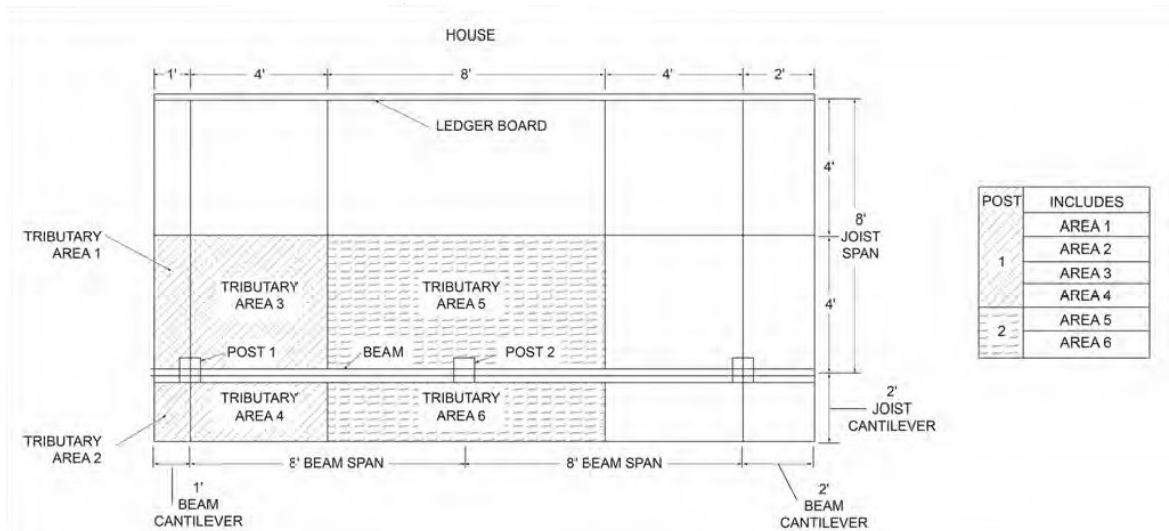 HOUSE
1'
4'
8'
4'
2'
LEDGER BOARD
4'
8'
JOIST
SPAN
4'
TRIBUTARY
AREA 1
TRIBUTARY
AREA 3
TRIBUTARY
AREA 5
POST 1
BEAM
POST 2
TRIBUTARY
AREA 4
TRIBUTARY
AREA 6
2'
JOIST
CANTILEVER
TRIBUTARY
AREA 2
8' BEAM SPAN
8' BEAM SPAN
1'
BEAM
CANTILEVER
2'
BEAM
CANTILEVER
POST INCLUDES
1
AREA 1
AREA 2
AREA 3
AREA 4
2
AREA 5
AREA 6